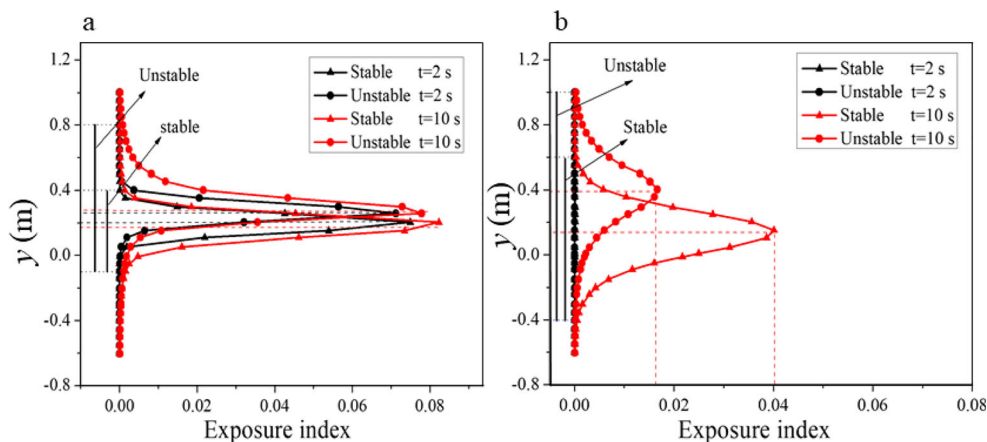 a
Unstable
stable
Stable t=2 s
Unstable t=2 s
Stable t=10 s
Unstable t=10 s
1.2
0.8
0.4
0.0
-0.4
-0.8
y (m)
0.00 0.02 0.04 0.06 0.08
Exposure index
b
Unstable
Stable
Stable t=2 s
Unstable t=2 s
Stable t=10 s
Unstable t=10 s
1.2
0.8
0.4
0.0
-0.4
-0.8
y (m)
0.00 0.02 0.04 0.06 0.08
Exposure index